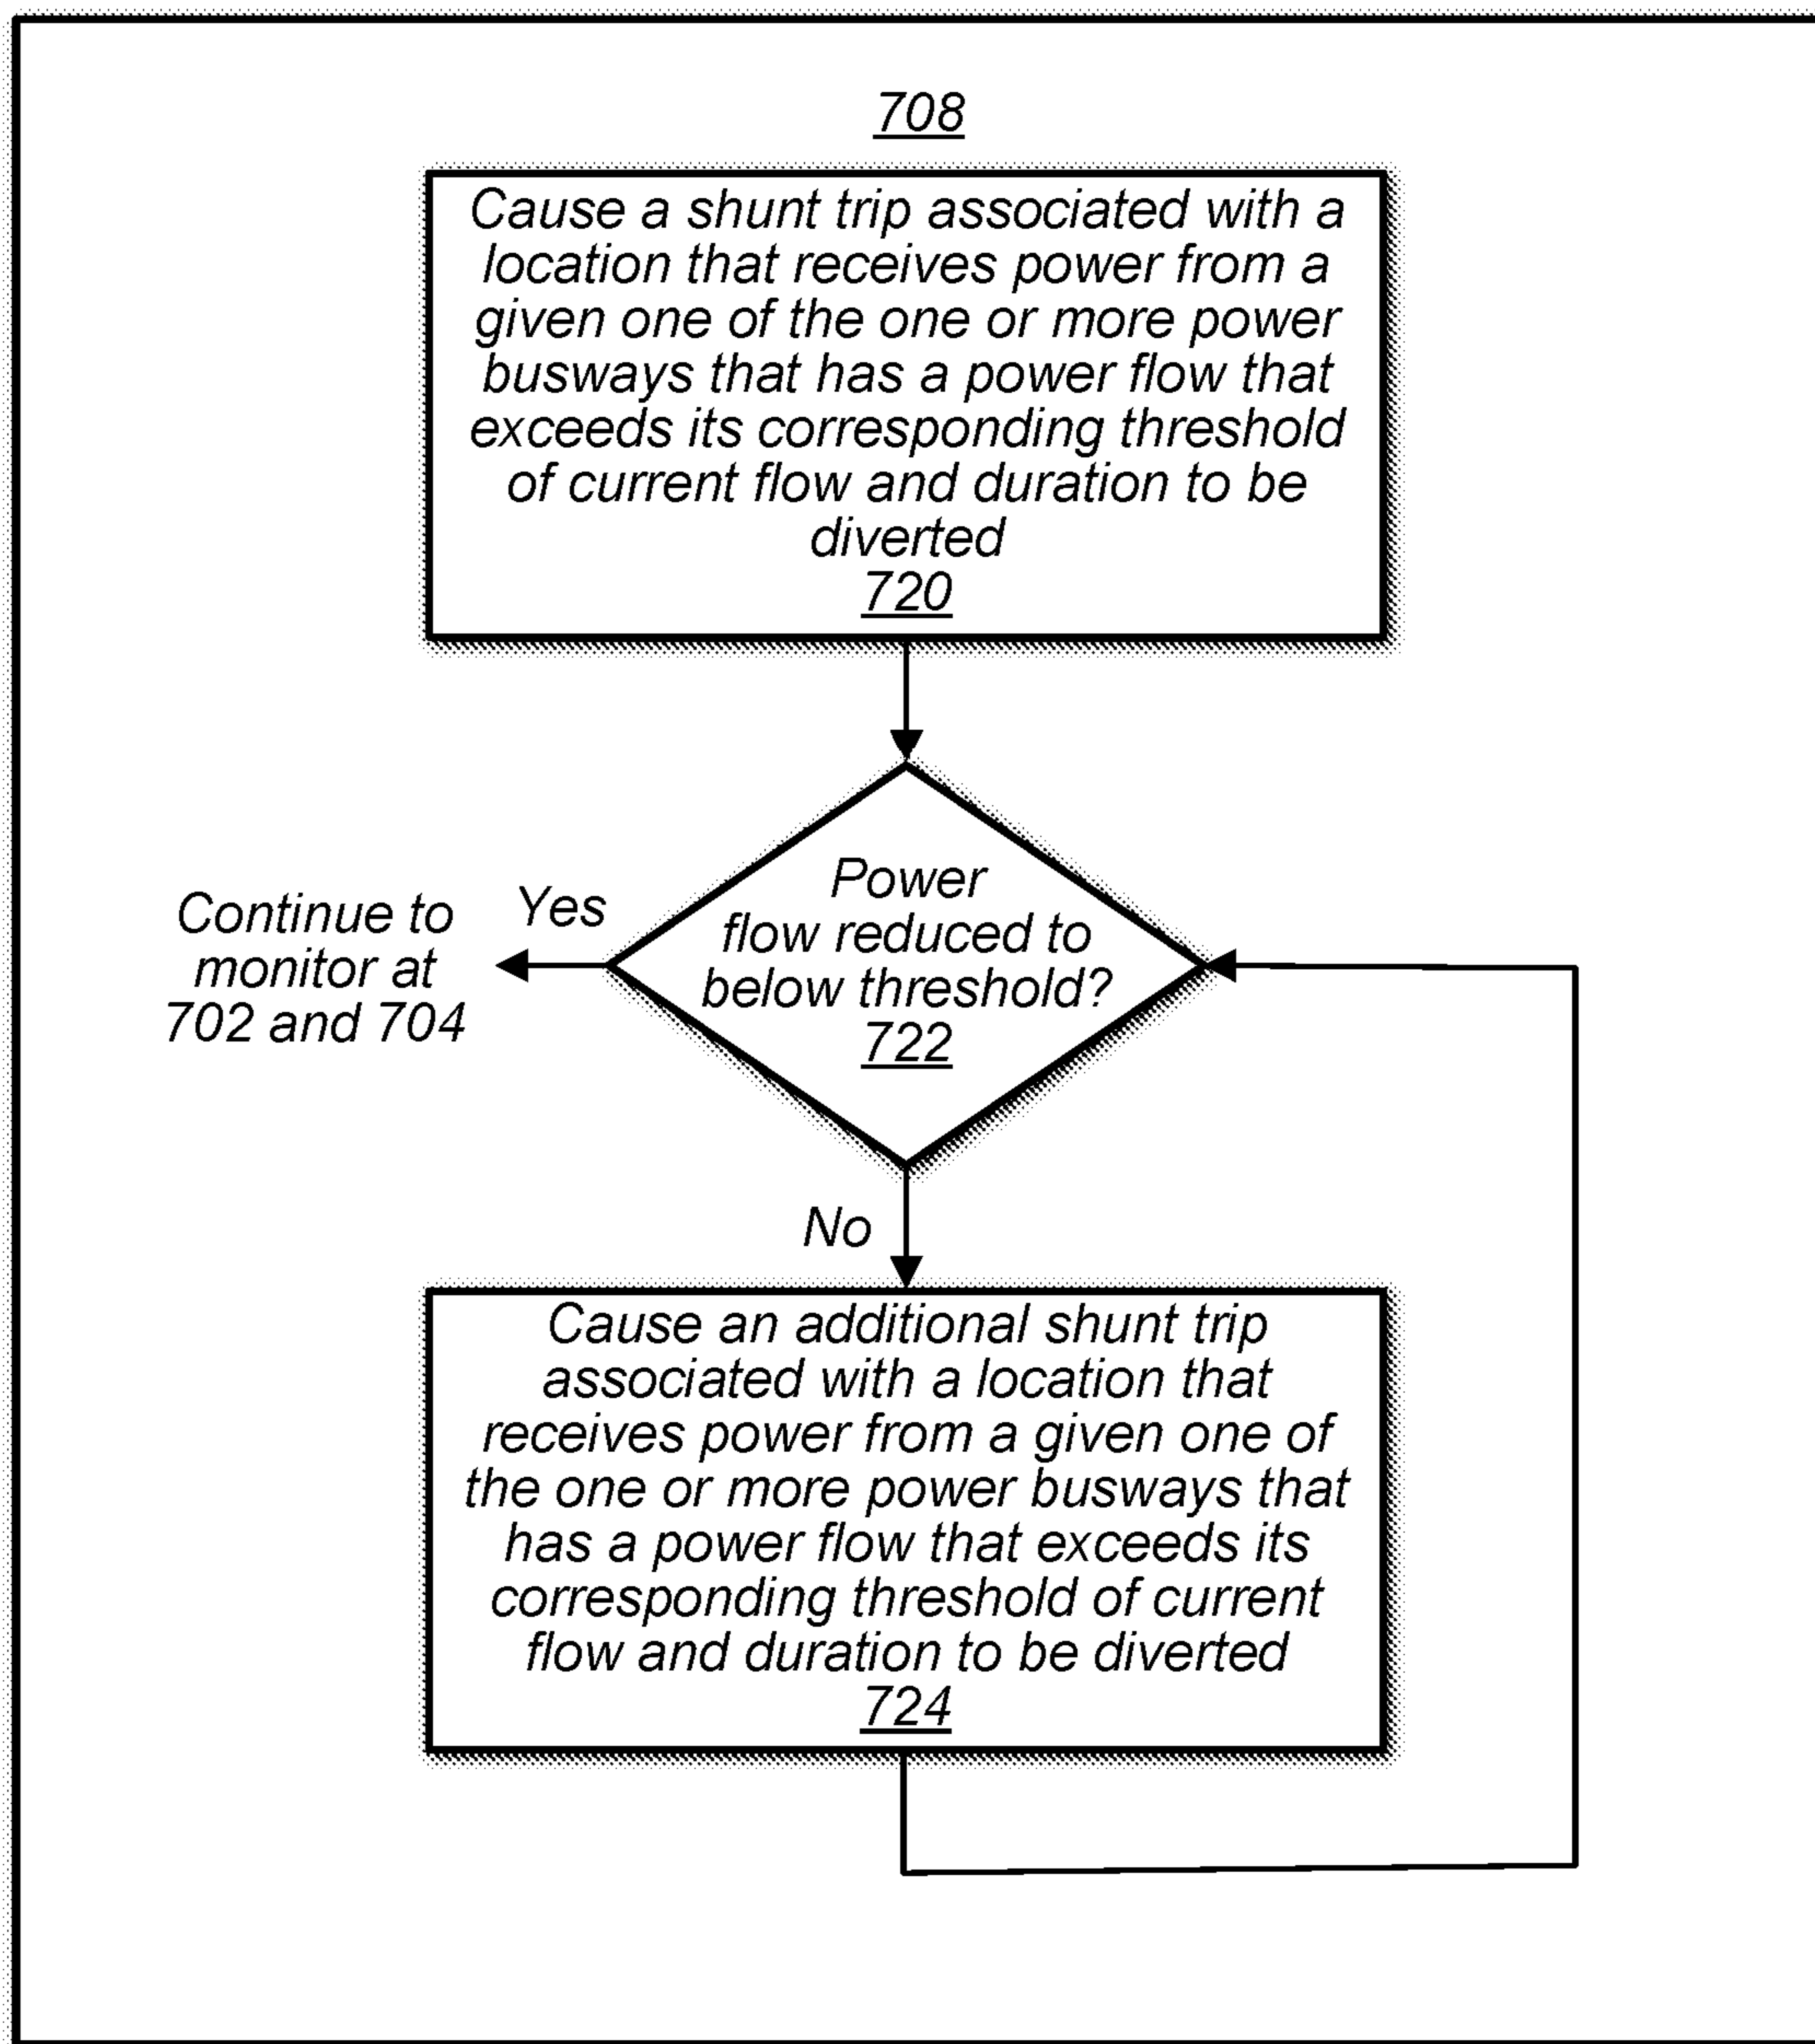 708
Cause a shunt trip associated with a
location that receives power from a
given one of the one or more power
busways that has a power flow that
exceeds its corresponding threshold
of current flow and duration to be
diverted
720
Power
flow reduced to
below threshold?
722
Yes
Continue to
monitor at
702 and 704
No
Cause an additional shunt trip
associated with a location that
receives power from a given one of
the one or more power busways that
has a power flow that exceeds its
corresponding threshold of current
flow and duration to be diverted
724